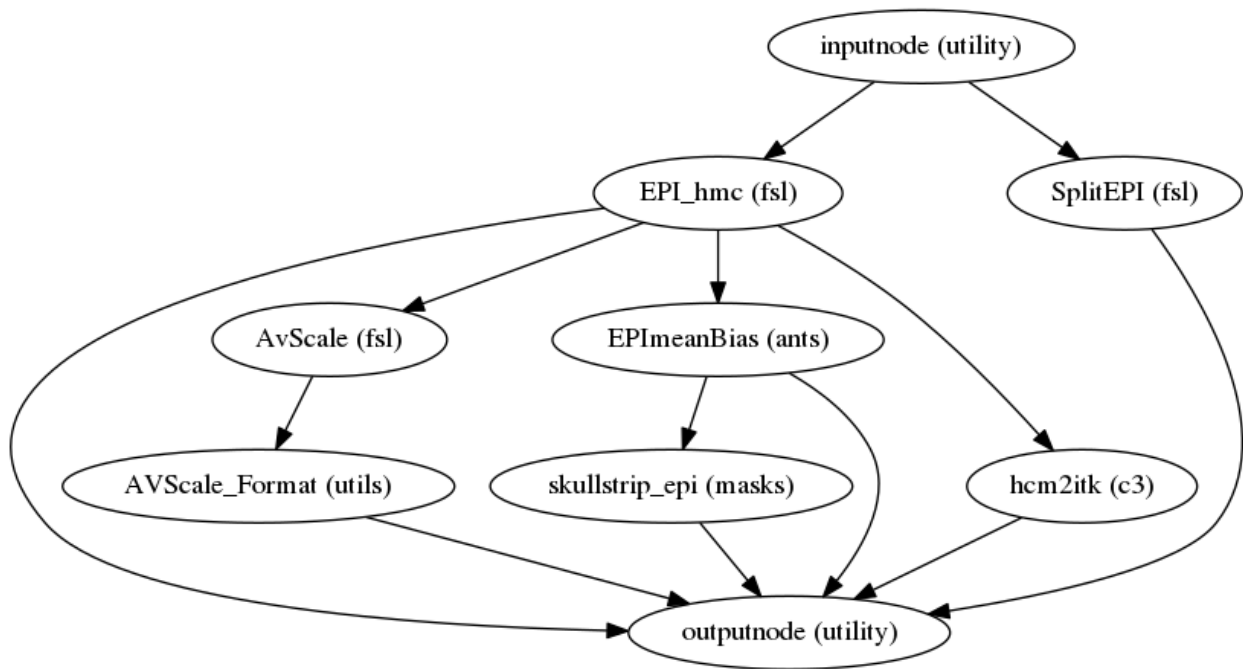 inputnode (utility)
EPI_hmc (fsl)
SplitEPI (fsl)
AvScale (fsl)
EPImeanBias (ants)
AVScale_Format (utils)
skullstrip_epi (masks)
hcm2itk (c3)
outputnode (utility)